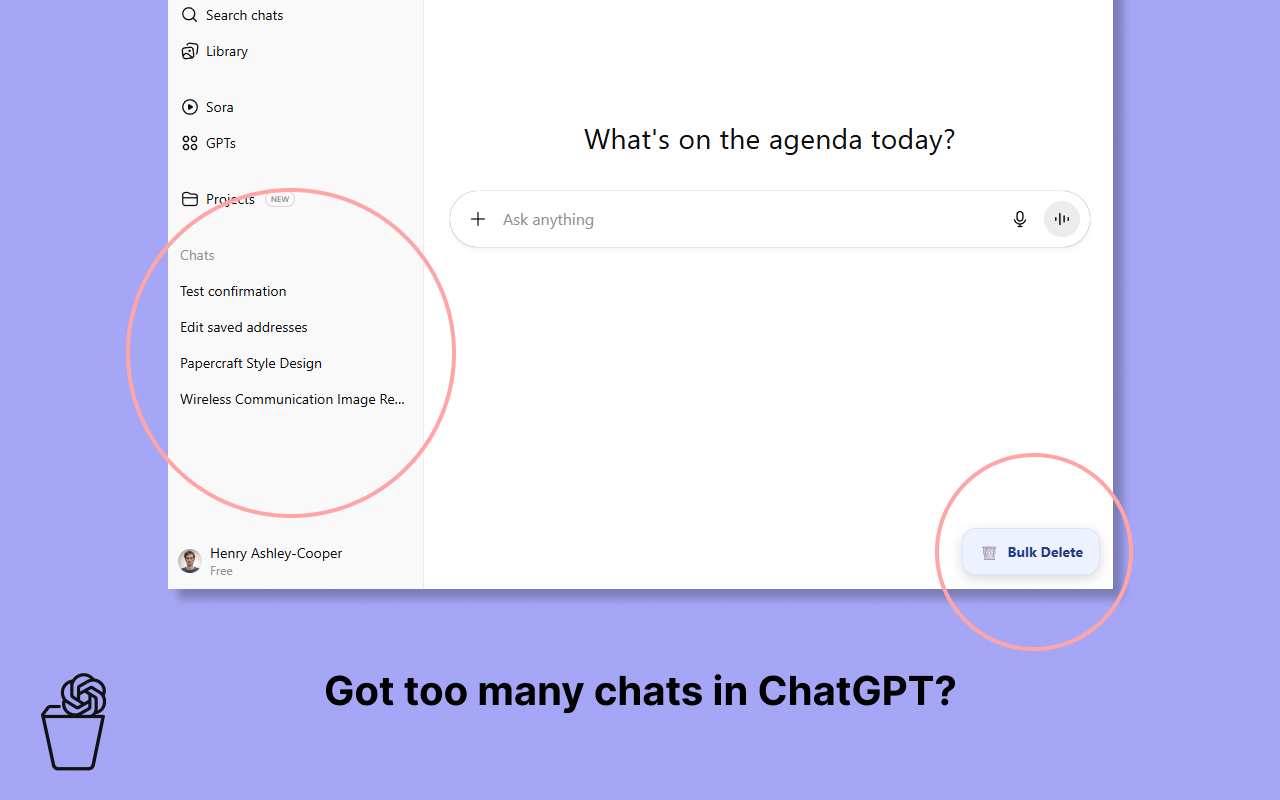 Search chats
Library
Sora
GPTs
Projects NEW
Chats
Test confirmation
Edit saved addresses
Papercraft Style Design
Wireless Communication Image Re...
Henry Ashley-Cooper
Free
What's on the agenda today?
Ask anything
Bulk Delete
Got too many chats in ChatGPT?